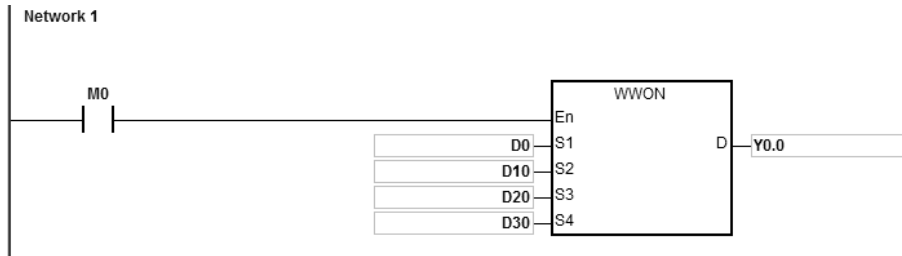 Network 1
M0
WWON
En
D0 S1 D Y0.0
D10 S2
D20 S3
D30 S4